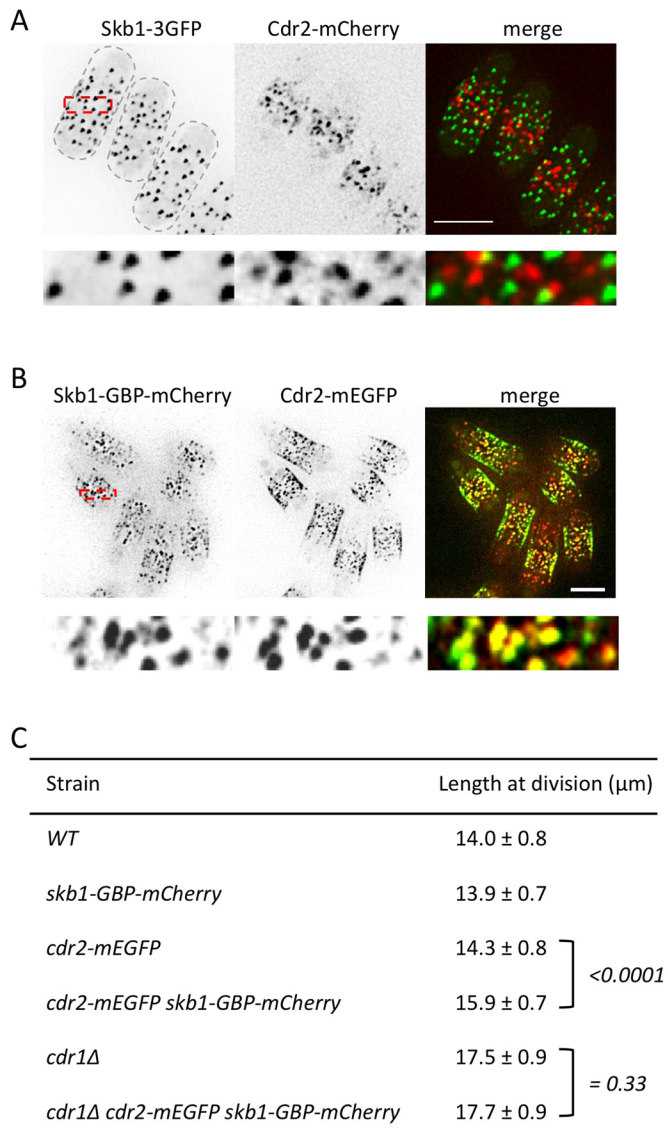 A
Skb1-3GFP Cdr2-mCherry merge
B
Skb1-GBP-mCherry Cdr2-mEGFP merge
C
Strain Length at division (µm)
WT 14.0 ± 0.8
skb1-GBP-mCherry 13.9 ± 0.7
cdr2-mEGFP 14.3 ± 0.8
<0.0001
cdr2-mEGFP skb1-GBP-mCherry 15.9 ± 0.7
cdr1Δ 17.5 ± 0.9
= 0.33
cdr1Δ cdr2-mEGFP skb1-GBP-mCherry 17.7 ± 0.9